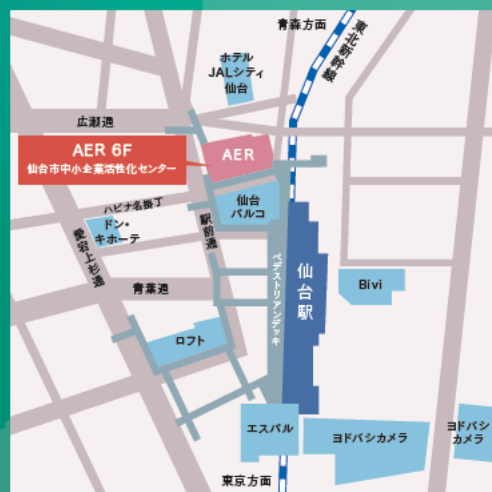 青森方面
東北新幹線
ホテル
JALシティ
仙台
広瀬通
AER 6F
仙台市中小企業活性化センター
AER
仙台
パルコ
ハピナ名掛丁
ドン・
キホーテ
駅前通
愛宕上杉通
ペデストリアンデッキ
仙台駅
Bivi
青葉通
ロフト
エスパル
ヨドバシカメラ
ヨドバシ
カメラ
東京方面